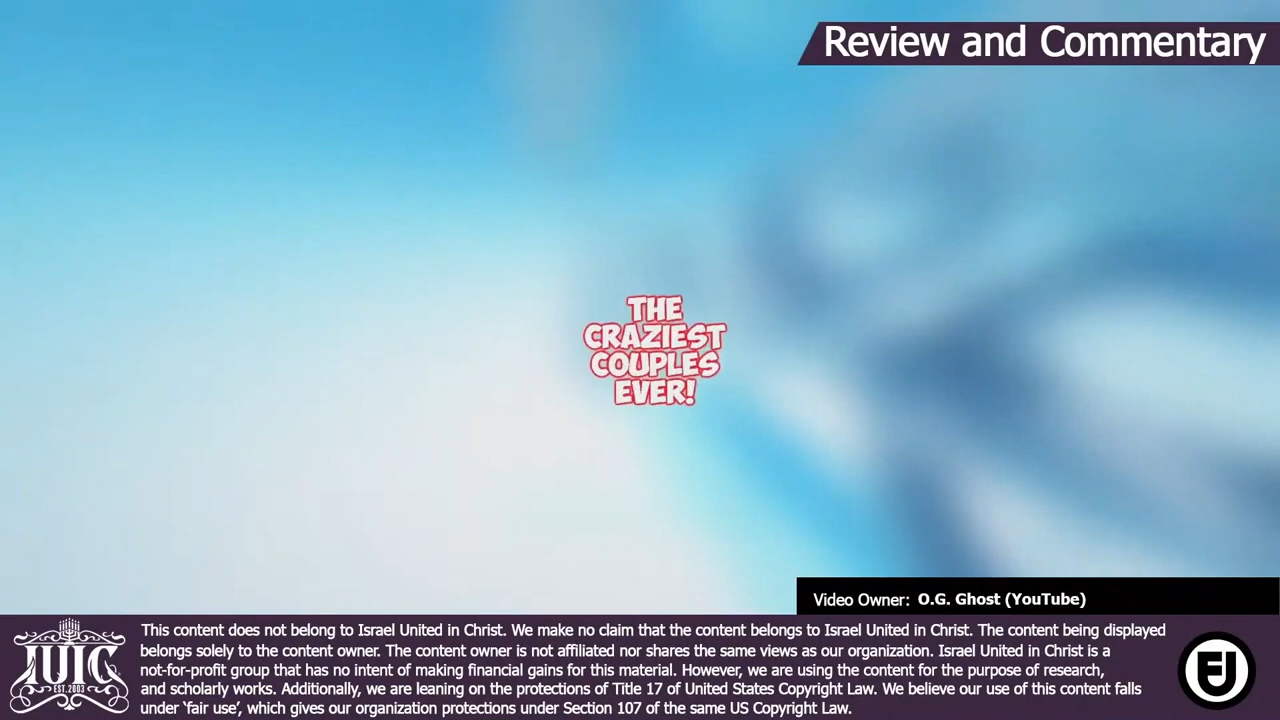 Review and Commentary
THE
CRAZIEST
COUPLES
EVER!
Video Owner: O.G. Ghost (YouTube)
This content does not belong to Israel United in Christ. We make no claim that the content belongs to Israel United in Christ. The content being displayed
belongs solely to the content owner. The content owner is not affiliated nor shares the same views as our organization. Israel United in Christ is a
not-for-profit group that has no intent of making financial gains for this material. However, we are using the content for the purpose of research,
and scholarly works. Additionally, we are leaning on the protections of Title 17 of United States Copyright Law. We believe our use of this content falls
under ‘fair use’, which gives our organization protections under Section 107 of the same US Copyright Law.
IUIC
EST. 2003